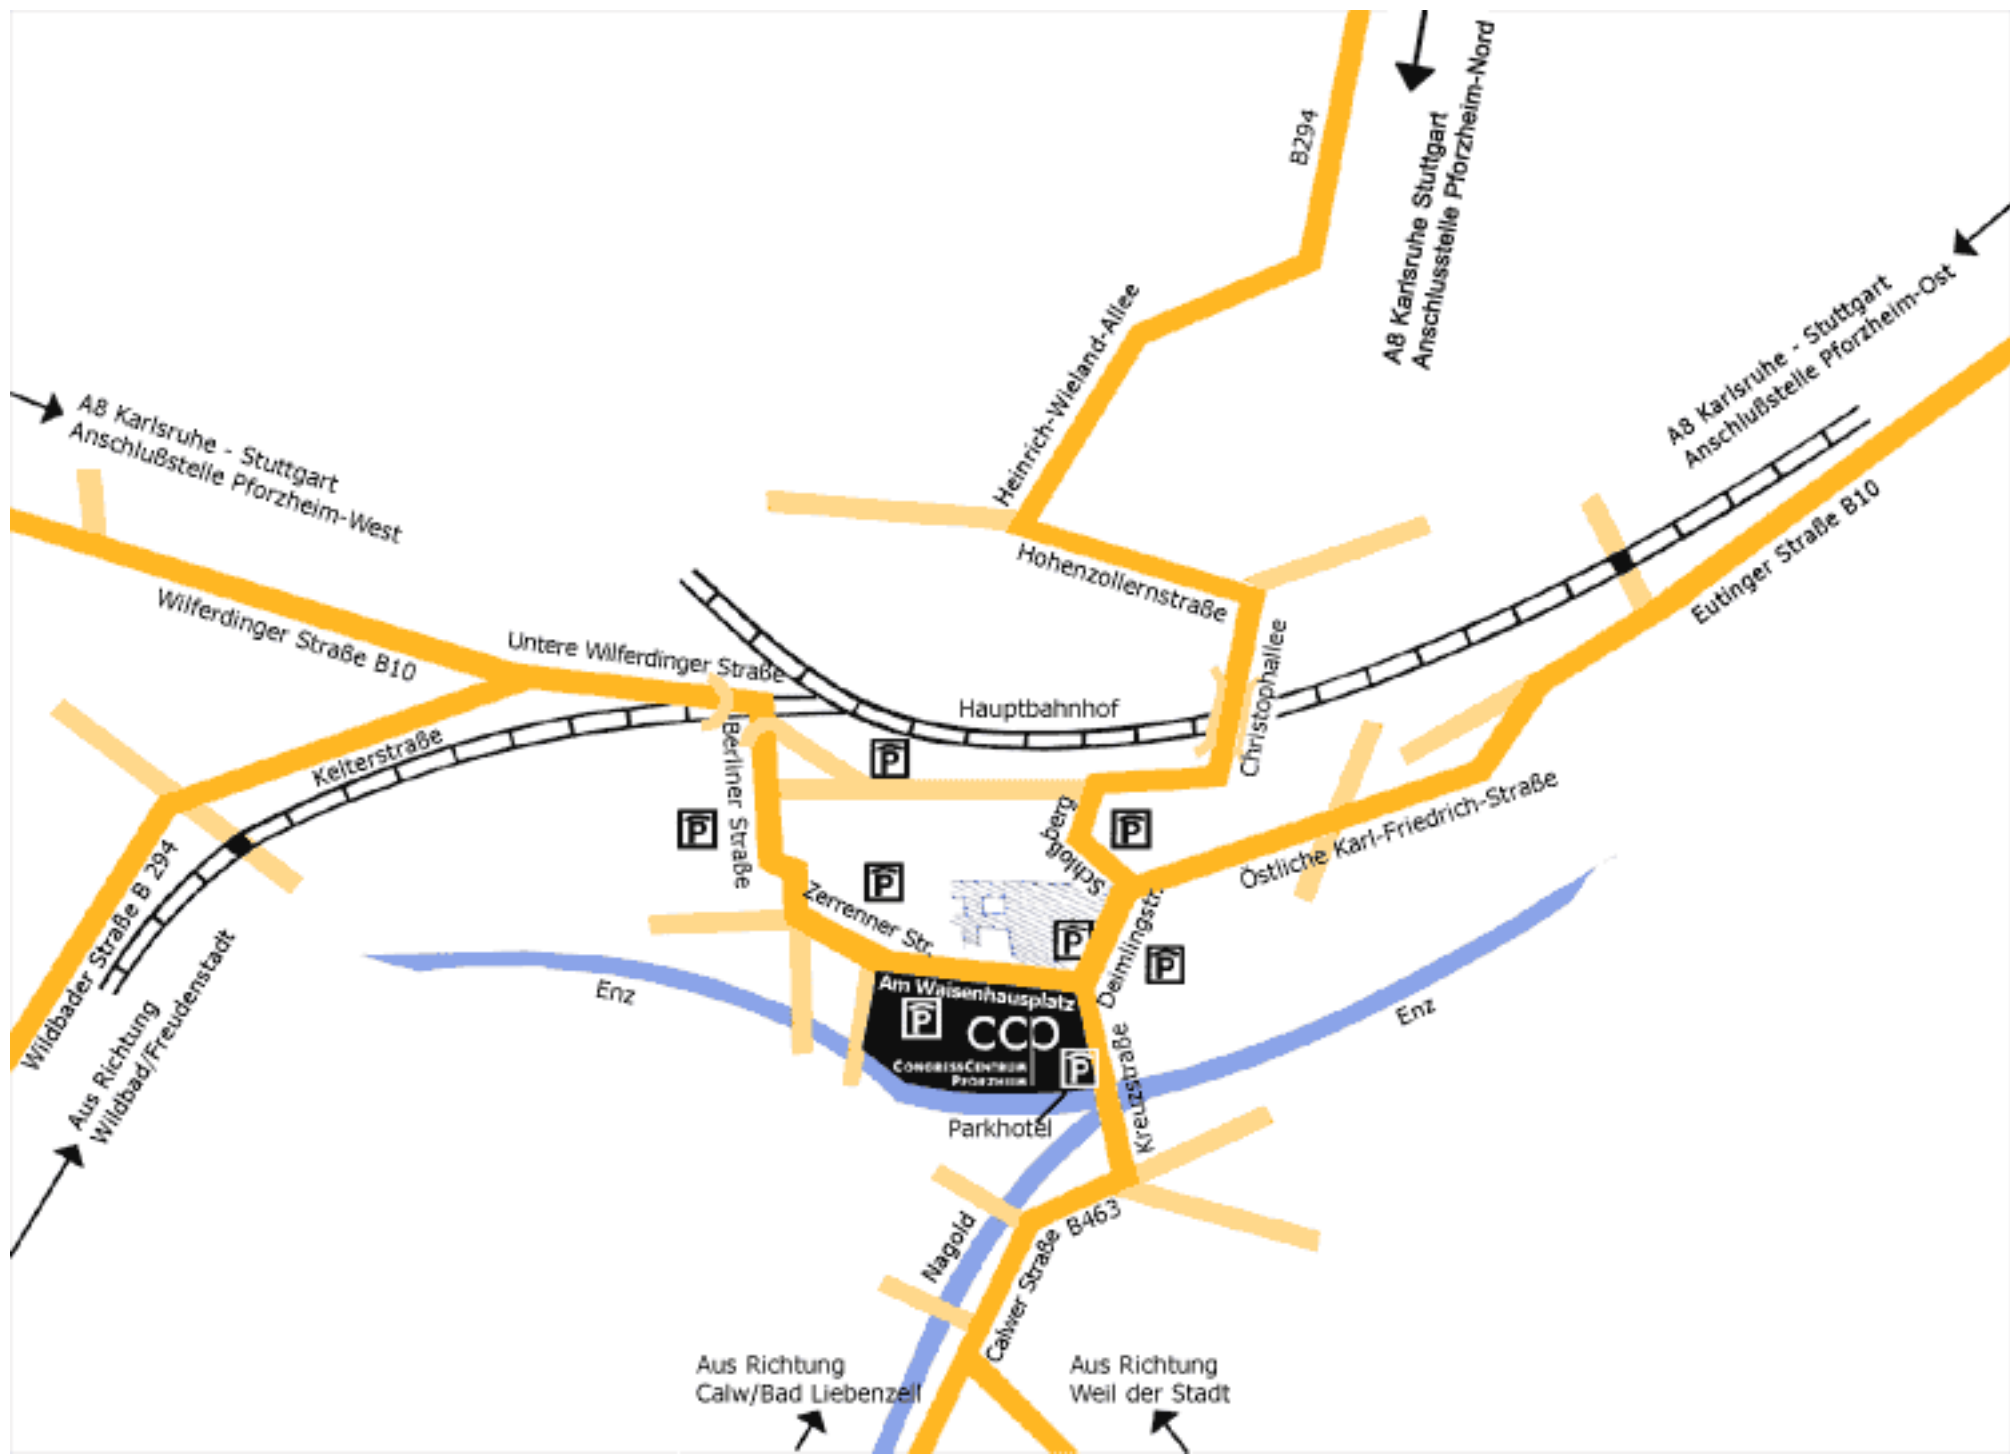 B294
A8 Karlsruhe Stuttgart
Anschlussstelle Pforzheim-Nord
A8 Karlsruhe - Stuttgart
Anschlußstelle Pforzheim-Ost
Heinrich-Wieland-Allee
A8 Karlsruhe - Stuttgart
Anschlußstelle Pforzheim-West
Hohenzollernstraße
Eutinger Straße B10
Wilferdinger Straße B10
Untere Wilferdinger Straße
Christophallee
Hauptbahnhof
Kelterstraße
Berliner Straße
P
P
P
P
Schloßberg
Östliche Karl-Friedrich-Straße
Wildbader Straße B 294
Zerrenner Str.
P
P
Deimlingstr.
Aus Richtung
Wildbad/Freudenstadt
Enz
Enz
Am Waisenhausplatz
P
CCP
CongressCentrum
Pforzheim
P
Kreuzstraße
Parkhotel
B463
Nagold
Calwer Straße
Aus Richtung
Calw/Bad Liebenzell
Aus Richtung
Weil der Stadt